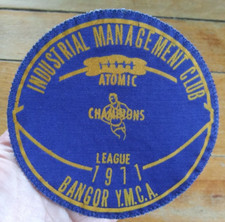 INDUSTRIAL MANAGEMENT CLUB
ATOMIC
CHAMPIONS
LEAGUE
1971
BANGOR Y.M.C.A.